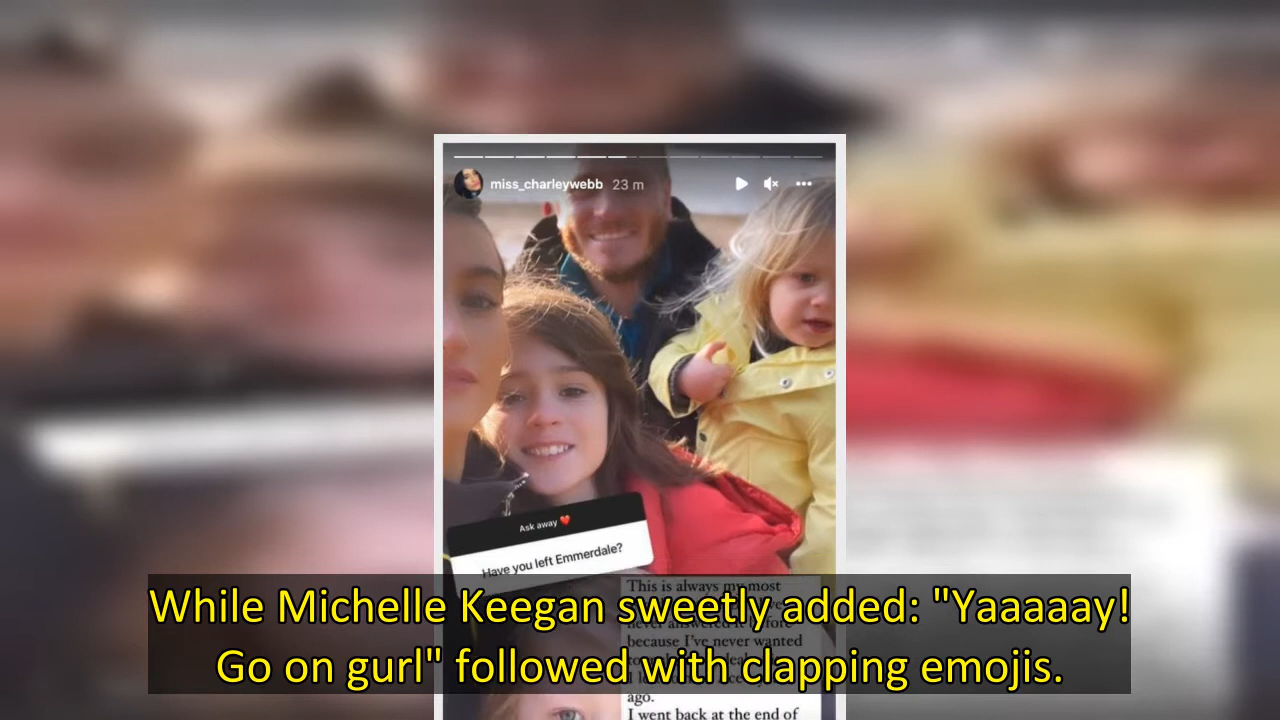 miss_charleywebb 23 m
Ask away ❤️
Have you left Emmerdale?
This is always my most
because I've never wanted
While Michelle Keegan sweetly added: "Yaaaaay!
Go on gurl" followed with clapping emojis.
ago.
I went back at the end of